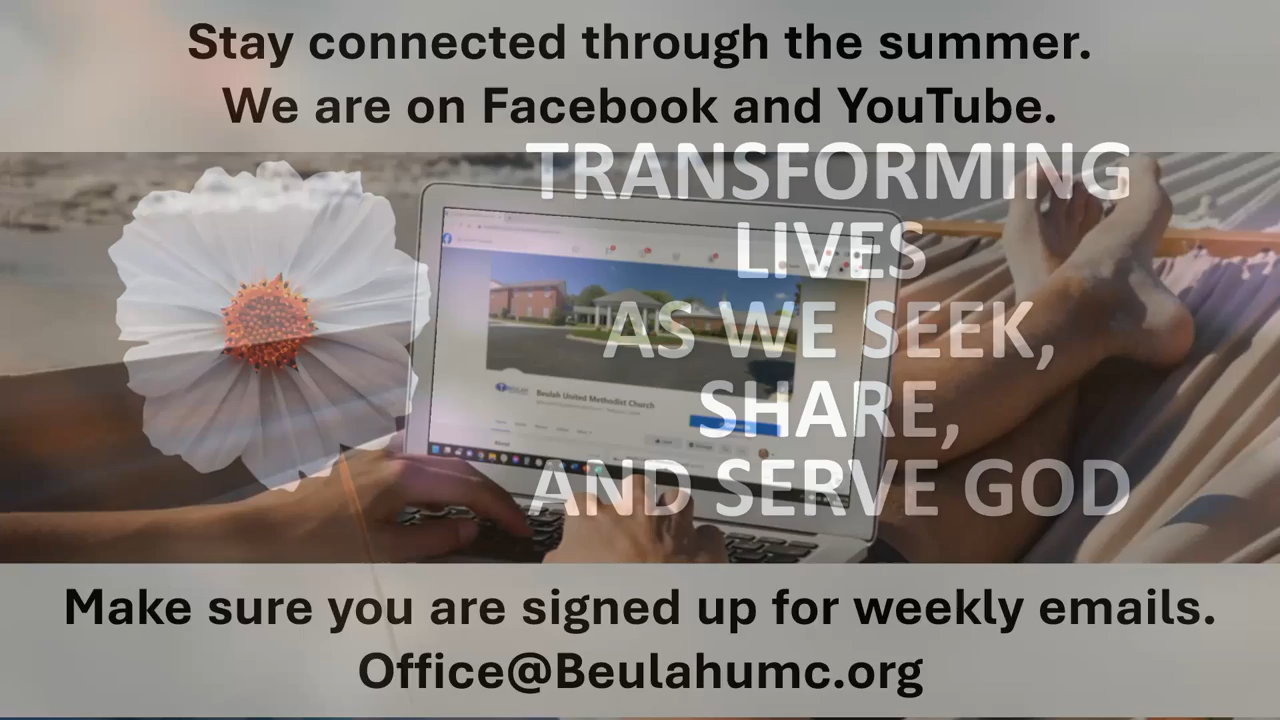 Stay connected through the summer.
We are on Facebook and YouTube.
TRANSFORMING
LIVES
AS WE SEEK,
SHARE,
AND SERVE GOD
Beulah United Methodist Church
Make sure you are signed up for weekly emails.
Office@Beulahumc.org